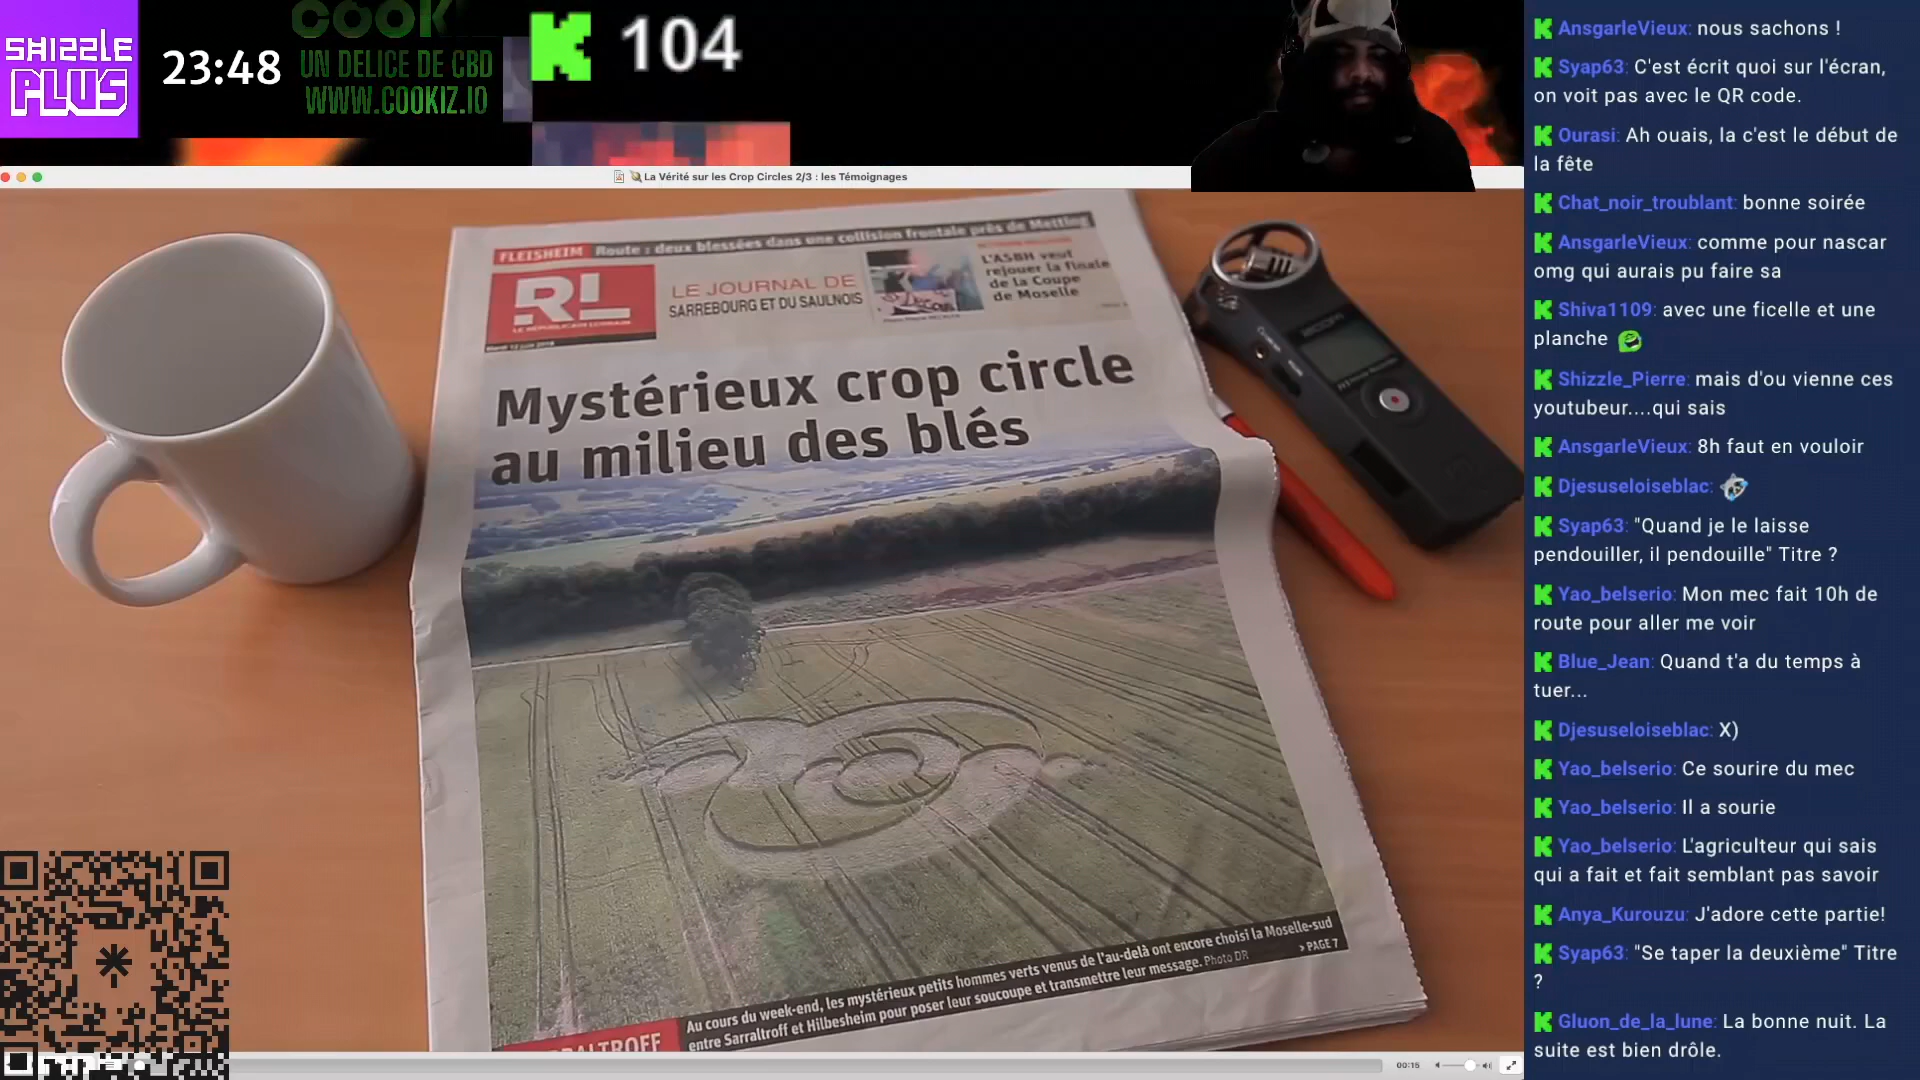 SHIZZLE
PLUS
23:48
COOK
UN DELICE DE CBD
WWW.COOKIZ.IO
104
La Vérité sur les Crop Circles 2/3 : les Témoignages
FLEISHEIM Route : deux blessées dans une collision frontale près de Metting
RL
LE RÉPUBLICAIN LORRAIN
LE JOURNAL DE
SARREBOURG ET DU SAULNOIS
L'ASBH veut
rejouer la finale
de la Coupe
de Moselle
Mystérieux crop circle
au milieu des blés
Au cours du week-end, les mystérieux petits hommes verts venus de l'au-delà ont encore choisi la Moselle-sud
entre Sarraltroff et Hilbesheim pour poser leur soucoupe et transmettre leur message. Photo DR
> PAGE 7
RALTROFF
00:15
AnsgarleVieux: nous sachons !
Syap63: C'est écrit quoi sur l'écran,
on voit pas avec le QR code.
Ourasi: Ah ouais, la c'est le début de
la fête
Chat_noir_troublant: bonne soirée
AnsgarleVieux: comme pour nascar
omg qui aurais pu faire sa
Shiva1109: avec une ficelle et une
planche
Shizzle_Pierre: mais d'ou vienne ces
youtubeur....qui sais
AnsgarleVieux: 8h faut en vouloir
Djesuseloiseblac:
Syap63: "Quand je le laisse
pendouiller, il pendouille" Titre ?
Yao_belserio: Mon mec fait 10h de
route pour aller me voir
Blue_Jean: Quand t'a du temps à
tuer...
Djesuseloiseblac: X)
Yao_belserio: Ce sourire du mec
Yao_belserio: Il a sourie
Yao_belserio: L'agriculteur qui sais
qui a fait et fait semblant pas savoir
Anya_Kurouzu: J'adore cette partie!
Syap63: "Se taper la deuxième" Titre
?
Gluon_de_la_lune: La bonne nuit. La
suite est bien drôle.